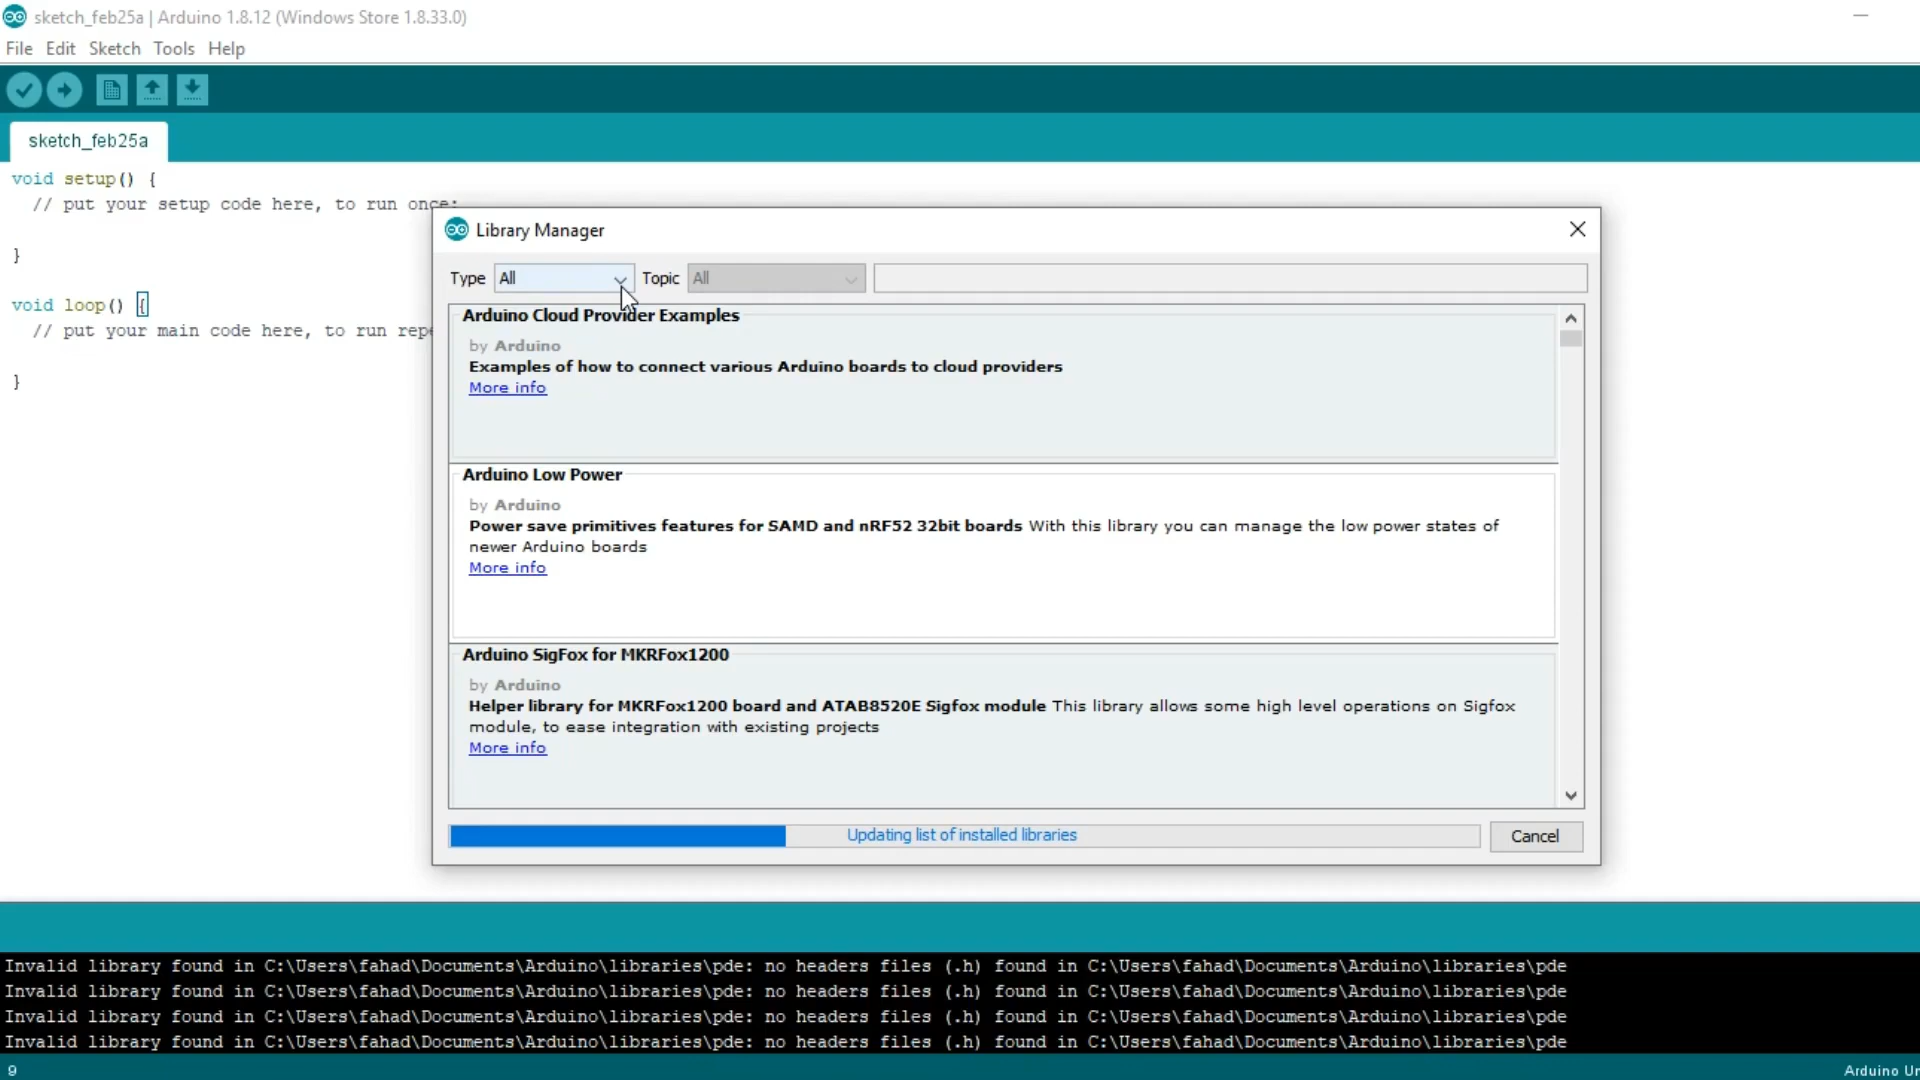 sketch_feb25a | Arduino 1.8.12 (Windows Store 1.8.33.0)
File Edit Sketch Tools Help
sketch_feb25a
void setup() {
// put your setup code here, to run once:
}
void loop() {
// put your main code here, to run repe
}
Library Manager
Type All Topic All
Arduino Cloud Provider Examples
by Arduino
Examples of how to connect various Arduino boards to cloud providers
More info
Arduino Low Power
by Arduino
Power save primitives features for SAMD and nRF52 32bit boards With this library you can manage the low power states of
newer Arduino boards
More info
Arduino SigFox for MKRFox1200
by Arduino
Helper library for MKRFox1200 board and ATAB8520E Sigfox module This library allows some high level operations on Sigfox
module, to ease integration with existing projects
More info
Updating list of installed libraries
Cancel
Invalid library found in C:\Users\fahad\Documents\Arduino\libraries\pde: no headers files (.h) found in C:\Users\fahad\Documents\Arduino\libraries\pde
Invalid library found in C:\Users\fahad\Documents\Arduino\libraries\pde: no headers files (.h) found in C:\Users\fahad\Documents\Arduino\libraries\pde
Invalid library found in C:\Users\fahad\Documents\Arduino\libraries\pde: no headers files (.h) found in C:\Users\fahad\Documents\Arduino\libraries\pde
Invalid library found in C:\Users\fahad\Documents\Arduino\libraries\pde: no headers files (.h) found in C:\Users\fahad\Documents\Arduino\libraries\pde
9
Arduino Un